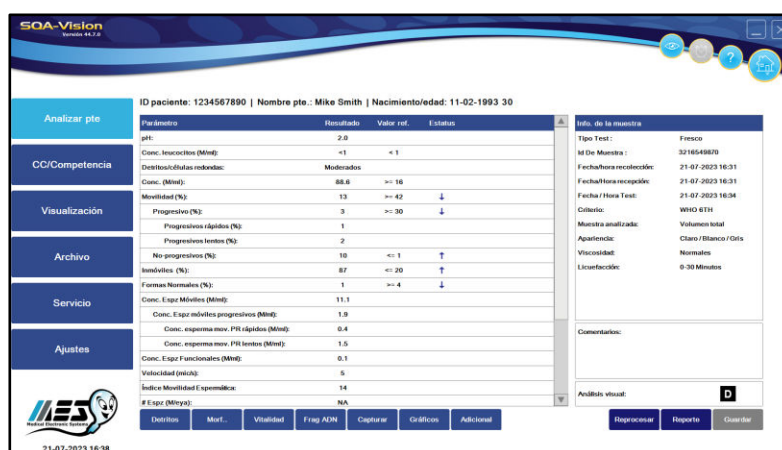 SQA-Vision
Versión 44.7.0
?
ID paciente: 1234567890 | Nombre pte.: Mike Smith | Nacimiento/edad: 11-02-1993 30
Analizar pte
CC/Competencia
Visualización
Archivo
Servicio
Ajustes
MES
Medical Electronic Systems
21-07-2023 16:38
Parámetro Resultado Valor ref. Estatus
pH: 2.0
Conc. leucocitos (M/ml): <1 < 1
Detritos/células redondas: Moderados
Conc. (M/ml): 88.6 >= 16
Movilidad (%): 13 >= 42 ↓
Progresivo (%): 3 >= 30 ↓
Progresivos rápidos (%): 1
Progresivos lentos (%): 2
No-progresivos (%): 10 <= 1 ↑
Inmóviles (%): 87 <= 20 ↑
Formas Normales (%): 1 >= 4 ↓
Conc. Espz Móviles (M/ml): 11.1
Conc. Espz móviles progresivos (M/ml): 1.9
Conc. esperma mov. PR rápidos (M/ml): 0.4
Conc. esperma mov. PR lentos (M/ml): 1.5
Conc. Espz Funcionales (M/ml): 0.1
Velocidad (mic/s): 5
Índice Movilidad Espermática: 14
# Espz (M/eya): NA
Detritos Morf.. Vitalidad Frag ADN Capturar Gráficos Adicional
Info. de la muestra
Tipo Test: Fresco
Id De Muestra : 3216549870
Fecha/hora recolección: 21-07-2023 16:31
Fecha/Hora recepción: 21-07-2023 16:31
Fecha / Hora Test: 21-07-2023 16:34
Criterio: WHO 6TH
Muestra analizada: Volumen total
Apariencia: Claro / Blanco / Gris
Viscosidad: Normales
Licuefacción: 0-30 Minutos
Comentarios:
Análisis visual: D
Reprocesar Reporte Guardar